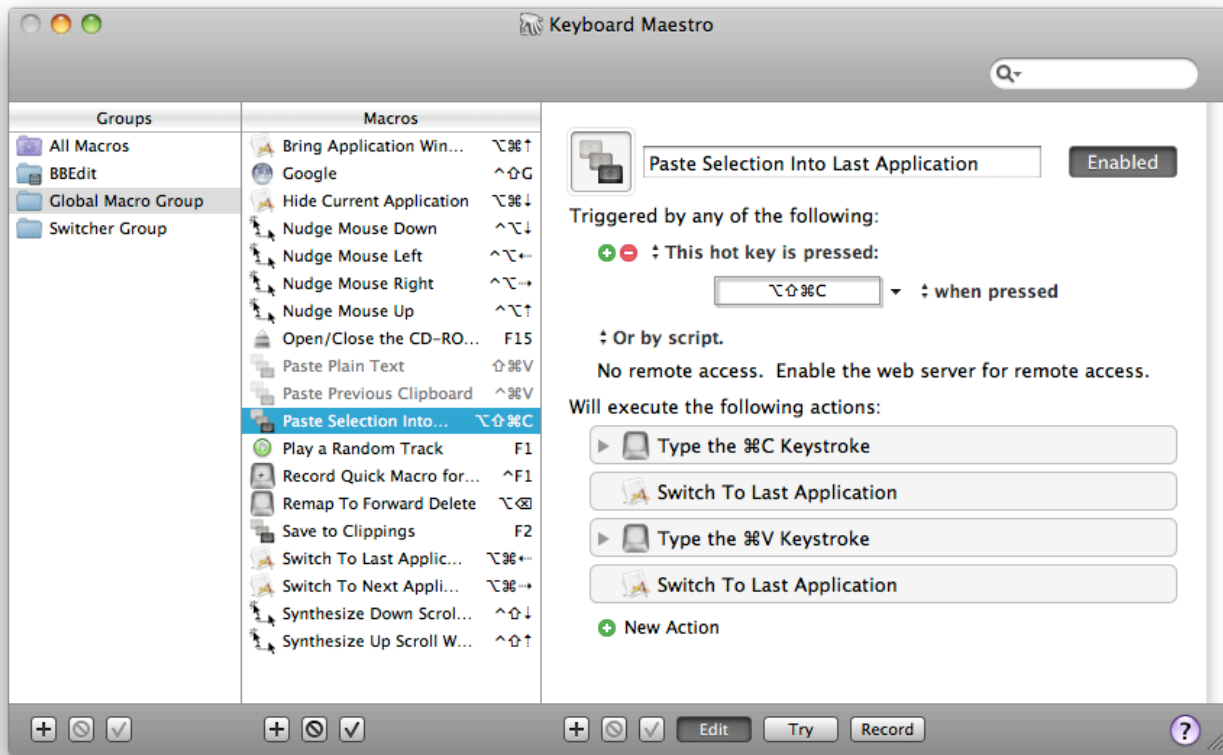 Keyboard Maestro
Groups
All Macros
BBEdit
Global Macro Group
Switcher Group
Macros
Bring Application Win... ⌥⌘↑
Google ^⇧G
Hide Current Application ⌥⌘↓
Nudge Mouse Down ^⌥↓
Nudge Mouse Left ^⌥←
Nudge Mouse Right ^⌥→
Nudge Mouse Up ^⌥↑
Open/Close the CD-RO... F15
Paste Plain Text ⇧⌘V
Paste Previous Clipboard ^⌘V
Paste Selection Into... ⌥⇧⌘C
Play a Random Track F1
Record Quick Macro for... ^F1
Remap To Forward Delete ⌥⌫
Save to Clippings F2
Switch To Last Applic... ⌥⌘←
Switch To Next Appli... ⌥⌘→
Synthesize Down Scrol... ^⇧↓
Synthesize Up Scroll W... ^⇧↑
Paste Selection Into Last Application
Enabled
Triggered by any of the following:
This hot key is pressed:
⌥⇧⌘C when pressed
Or by script.
No remote access. Enable the web server for remote access.
Will execute the following actions:
Type the ⌘C Keystroke
Switch To Last Application
Type the ⌘V Keystroke
Switch To Last Application
New Action
Edit Try Record ?